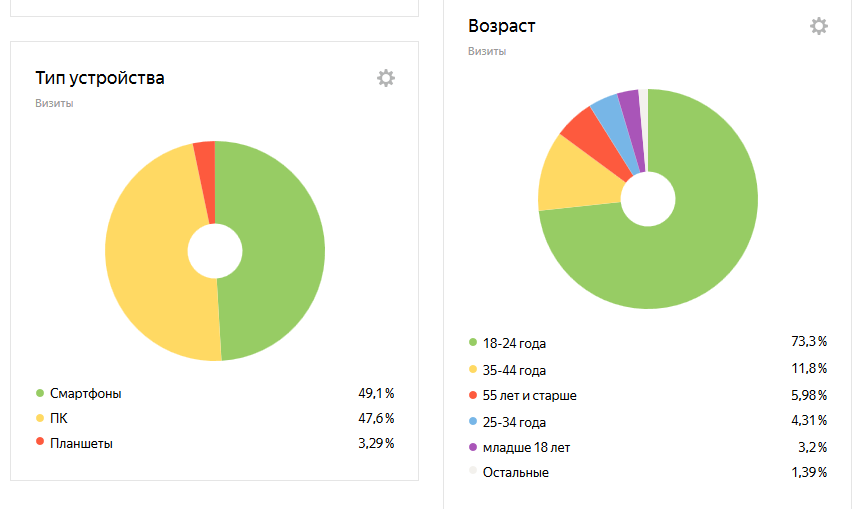 Тип устройства
Визиты
Смартфоны 49,1 %
ПК 47,6 %
Планшеты 3,29 %
Возраст
Визиты
18-24 года 73,3 %
35-44 года 11,8 %
55 лет и старше 5,98 %
25-34 года 4,31 %
младше 18 лет 3,2 %
Остальные 1,39 %